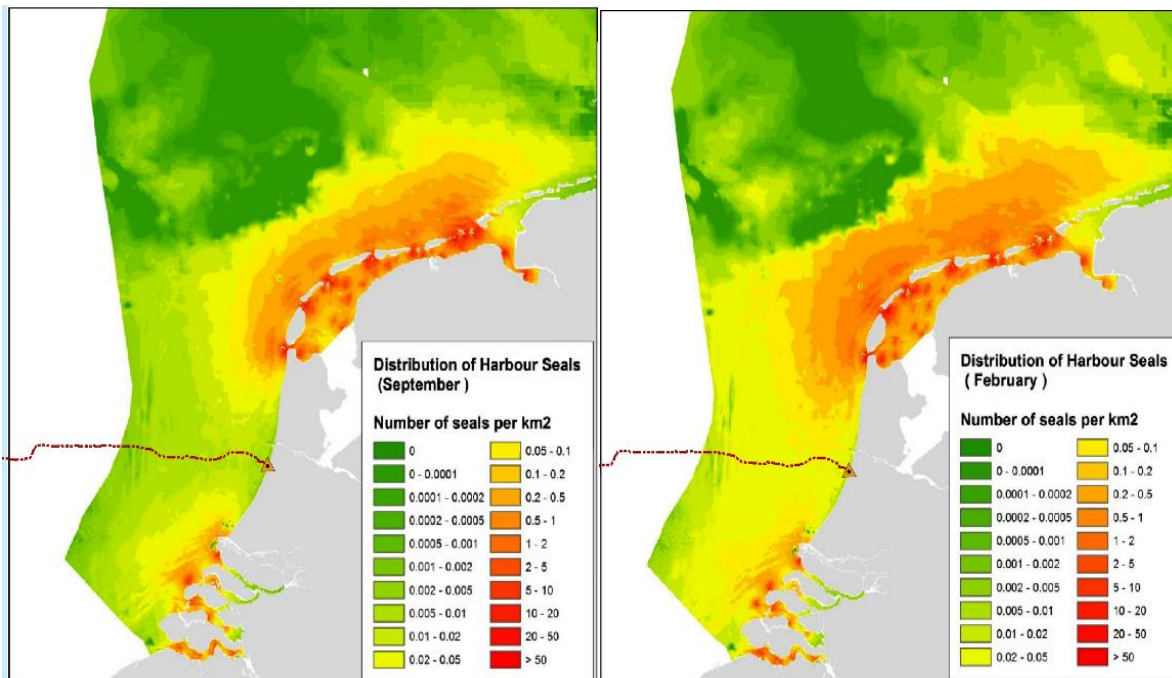 Distribution of Harbour Seals
(September )
Number of seals per km2
0
0 - 0.0001
0.0001 - 0.0002
0.0002 - 0.0005
0.0005 - 0.001
0.001 - 0.002
0.002 - 0.005
0.005 - 0.01
0.01 - 0.02
0.02 - 0.05
0.05 - 0.1
0.1 - 0.2
0.2 - 0.5
0.5 - 1
1 - 2
2 - 5
5 - 10
10 - 20
20 - 50
> 50
Distribution of Harbour Seals
( February )
Number of seals per km2
0
0 - 0.0001
0.0001 - 0.0002
0.0002 - 0.0005
0.0005 - 0.001
0.001 - 0.002
0.002 - 0.005
0.005 - 0.01
0.01 - 0.02
0.02 - 0.05
0.05 - 0.1
0.1 - 0.2
0.2 - 0.5
0.5 - 1
1 - 2
2 - 5
5 - 10
10 - 20
20 - 50
> 50